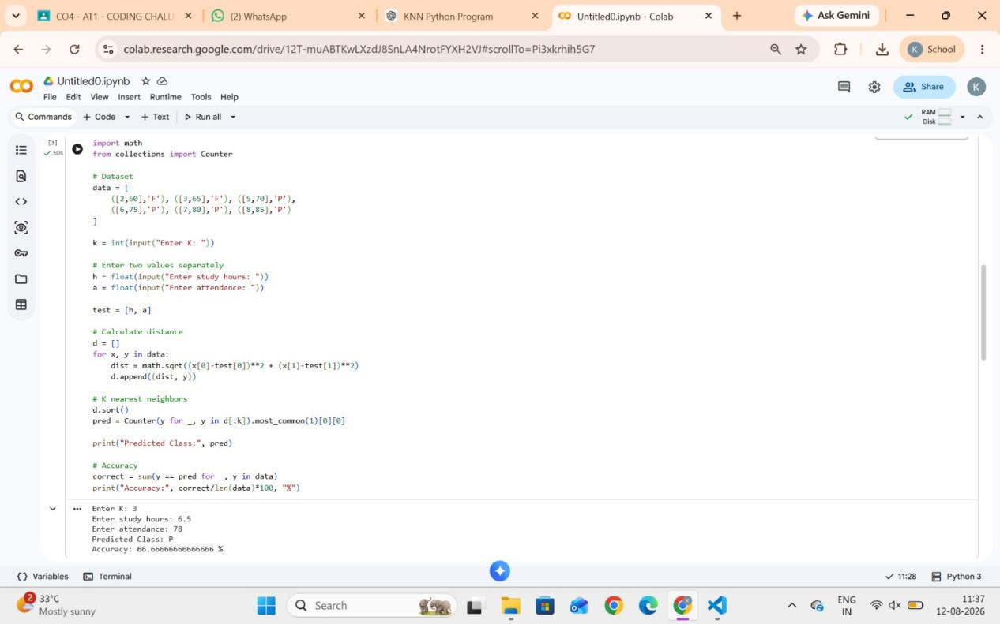 CO4 - AT1 - CODING CHALL
(2) WhatsApp
KNN Python Program
Untitled0.ipynb - Colab
Ask Gemini
colab.research.google.com/drive/12T-muABTKwLXzdJ8SnLA4NrotFYXH2VJ#scrollTo=Pi3xkrhih5G7
K School
Untitled0.ipynb
File Edit View Insert Runtime Tools Help
Share
K
Commands + Code + Text Run all
RAM
Disk
[3]
50s
import math
from collections import Counter
# Dataset
data = [
([2,60],'F'), ([3,65],'F'), ([5,70],'P'),
([6,75],'P'), ([7,80],'P'), ([8,85],'P')
]
k = int(input("Enter K: "))
# Enter two values separately
h = float(input("Enter study hours: "))
a = float(input("Enter attendance: "))
test = [h, a]
# Calculate distance
d = []
for x, y in data:
dist = math.sqrt((x[0]-test[0])**2 + (x[1]-test[1])**2)
d.append((dist, y))
# K nearest neighbors
d.sort()
pred = Counter(y for _, y in d[:k]).most_common(1)[0][0]
print("Predicted Class:", pred)
# Accuracy
correct = sum(y == pred for _, y in data)
print("Accuracy:", correct/len(data)*100, "%")
Enter K: 3
Enter study hours: 6.5
Enter attendance: 78
Predicted Class: P
Accuracy: 66.66666666666666 %
Variables Terminal
11:28 Python 3
2
33°C
Mostly sunny
Search
ENG
IN
11:37
12-08-2026